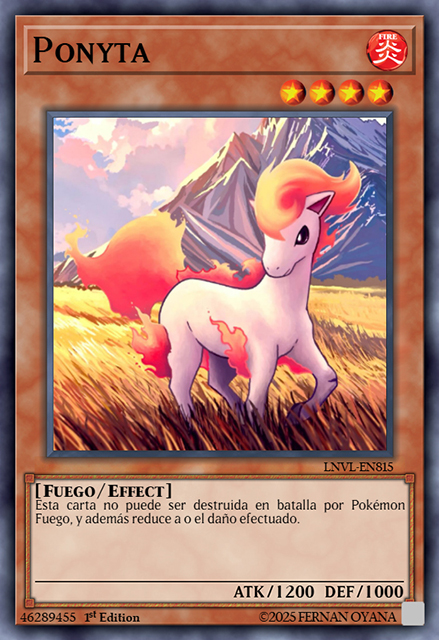 PONYTA
FIRE
炎
LNVL-EN815
[FUEGO/EFFECT]
Esta carta no puede ser destruida en batalla por Pokémon
Fuego, y además reduce a o el daño efectuado.
ATK/1200 DEF/1000
46289455 1st Edition ©2025 FERNAN OYANA